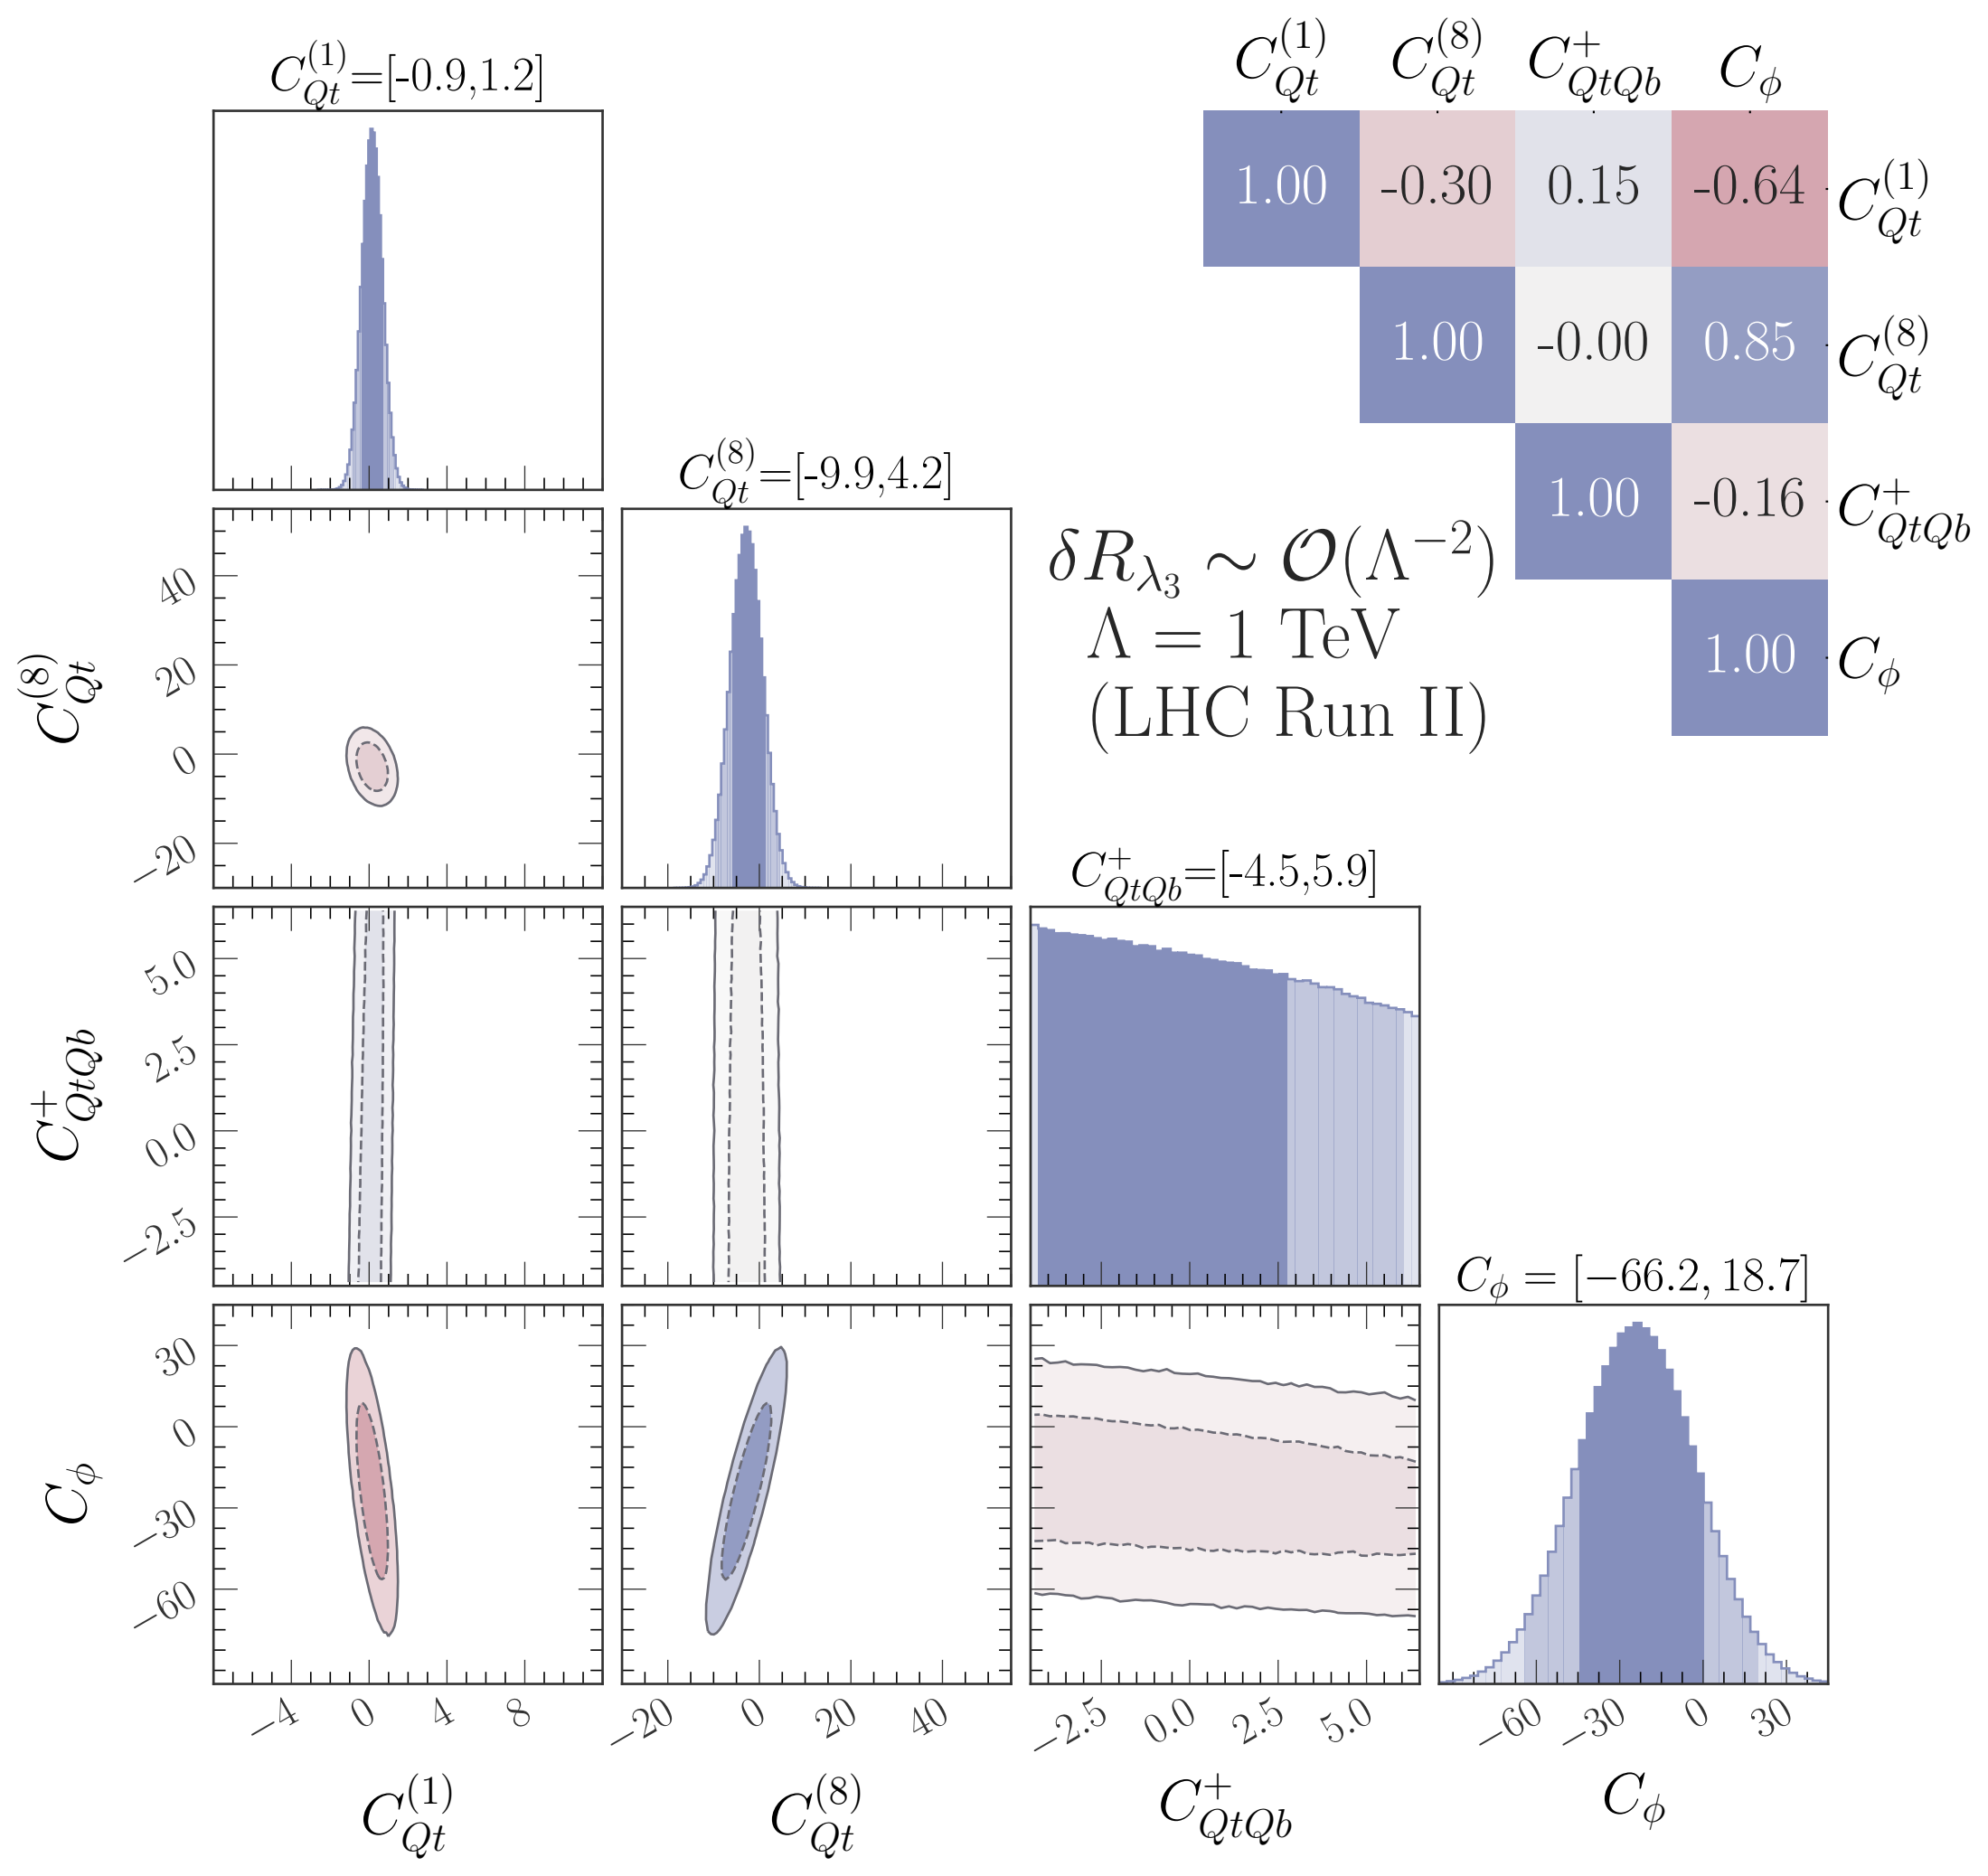 C_{Qt}^{(1)}=[-0.9,1.2]
C_{Qt}^{(1)} C_{Qt}^{(8)} C_{QtQb}^{+} C_ϕ
1.00 -0.30 0.15 -0.64 C_{Qt}^{(1)}
1.00 -0.00 0.85 C_{Qt}^{(8)}
1.00 -0.16 C_{QtQb}^{+}
1.00 C_ϕ
C_{Qt}^{(8)}=[-9.9,4.2]
δR_{λ_3} ∼ 𝒪(Λ^{−2})
Λ = 1 TeV
(LHC Run II)
C_{Qt}^{(8)}
40
20
0
−20
C_{QtQb}^{+}=[-4.5,5.9]
C_{QtQb}^{+}
5.0
2.5
0.0
−2.5
C_ϕ = [−66.2, 18.7]
C_ϕ
30
0
−30
−60
−4 0 4 8
−20 0 20 40
−2.5 0.0 2.5 5.0
−60 −30 0 30
C_{Qt}^{(1)} C_{Qt}^{(8)} C_{QtQb}^{+} C_ϕ